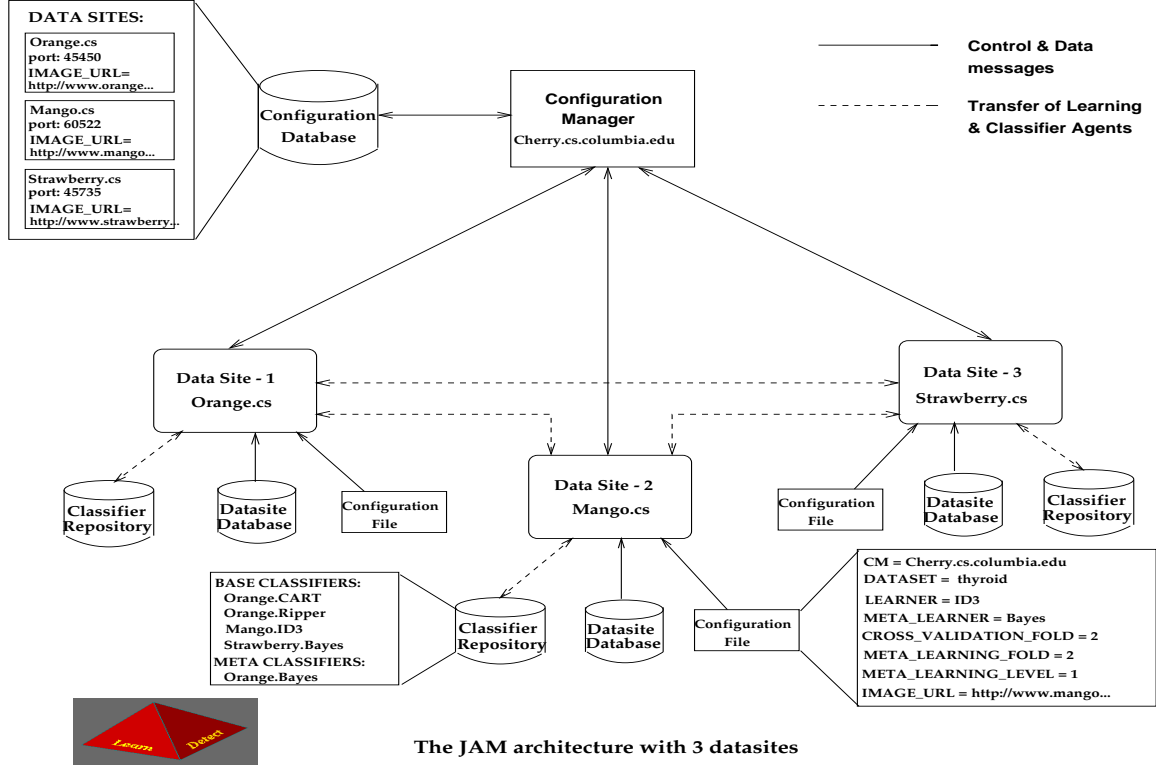 DATA SITES:
Orange.cs
port: 45450
IMAGE_URL=
http://www.orange...
Mango.cs
port: 60522
IMAGE_URL=
http://www.mango...
Strawberry.cs
port: 45735
IMAGE_URL=
http://www.strawberry...
Configuration
Database
Configuration
Manager
Cherry.cs.columbia.edu
Control & Data
messages
Transfer of Learning
& Classifier Agents
Data Site - 1
Orange.cs
Data Site - 3
Strawberry.cs
Data Site - 2
Mango.cs
Classifier
Repository
Datasite
Database
Configuration
File
Configuration
File
Datasite
Database
Classifier
Repository
BASE CLASSIFIERS:
Orange.CART
Orange.Ripper
Mango.ID3
Strawberry.Bayes
META CLASSIFIERS:
Orange.Bayes
Classifier
Repository
Datasite
Database
Configuration
File
CM = Cherry.cs.columbia.edu
DATASET = thyroid
LEARNER = ID3
META_LEARNER = Bayes
CROSS_VALIDATION_FOLD = 2
META_LEARNING_FOLD = 2
META_LEARNING_LEVEL = 1
IMAGE_URL = http://www.mango...
Learn
Detect
The JAM architecture with 3 datasites